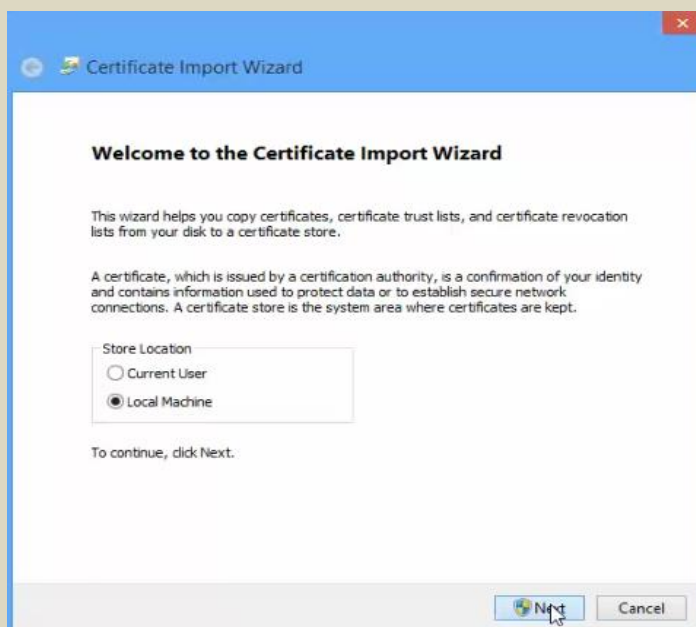 Certificate Import Wizard
Welcome to the Certificate Import Wizard
This wizard helps you copy certificates, certificate trust lists, and certificate revocation
lists from your disk to a certificate store.
A certificate, which is issued by a certification authority, is a confirmation of your identity
and contains information used to protect data or to establish secure network
connections. A certificate store is the system area where certificates are kept.
Store Location
Current User
Local Machine
To continue, click Next.
Next Cancel